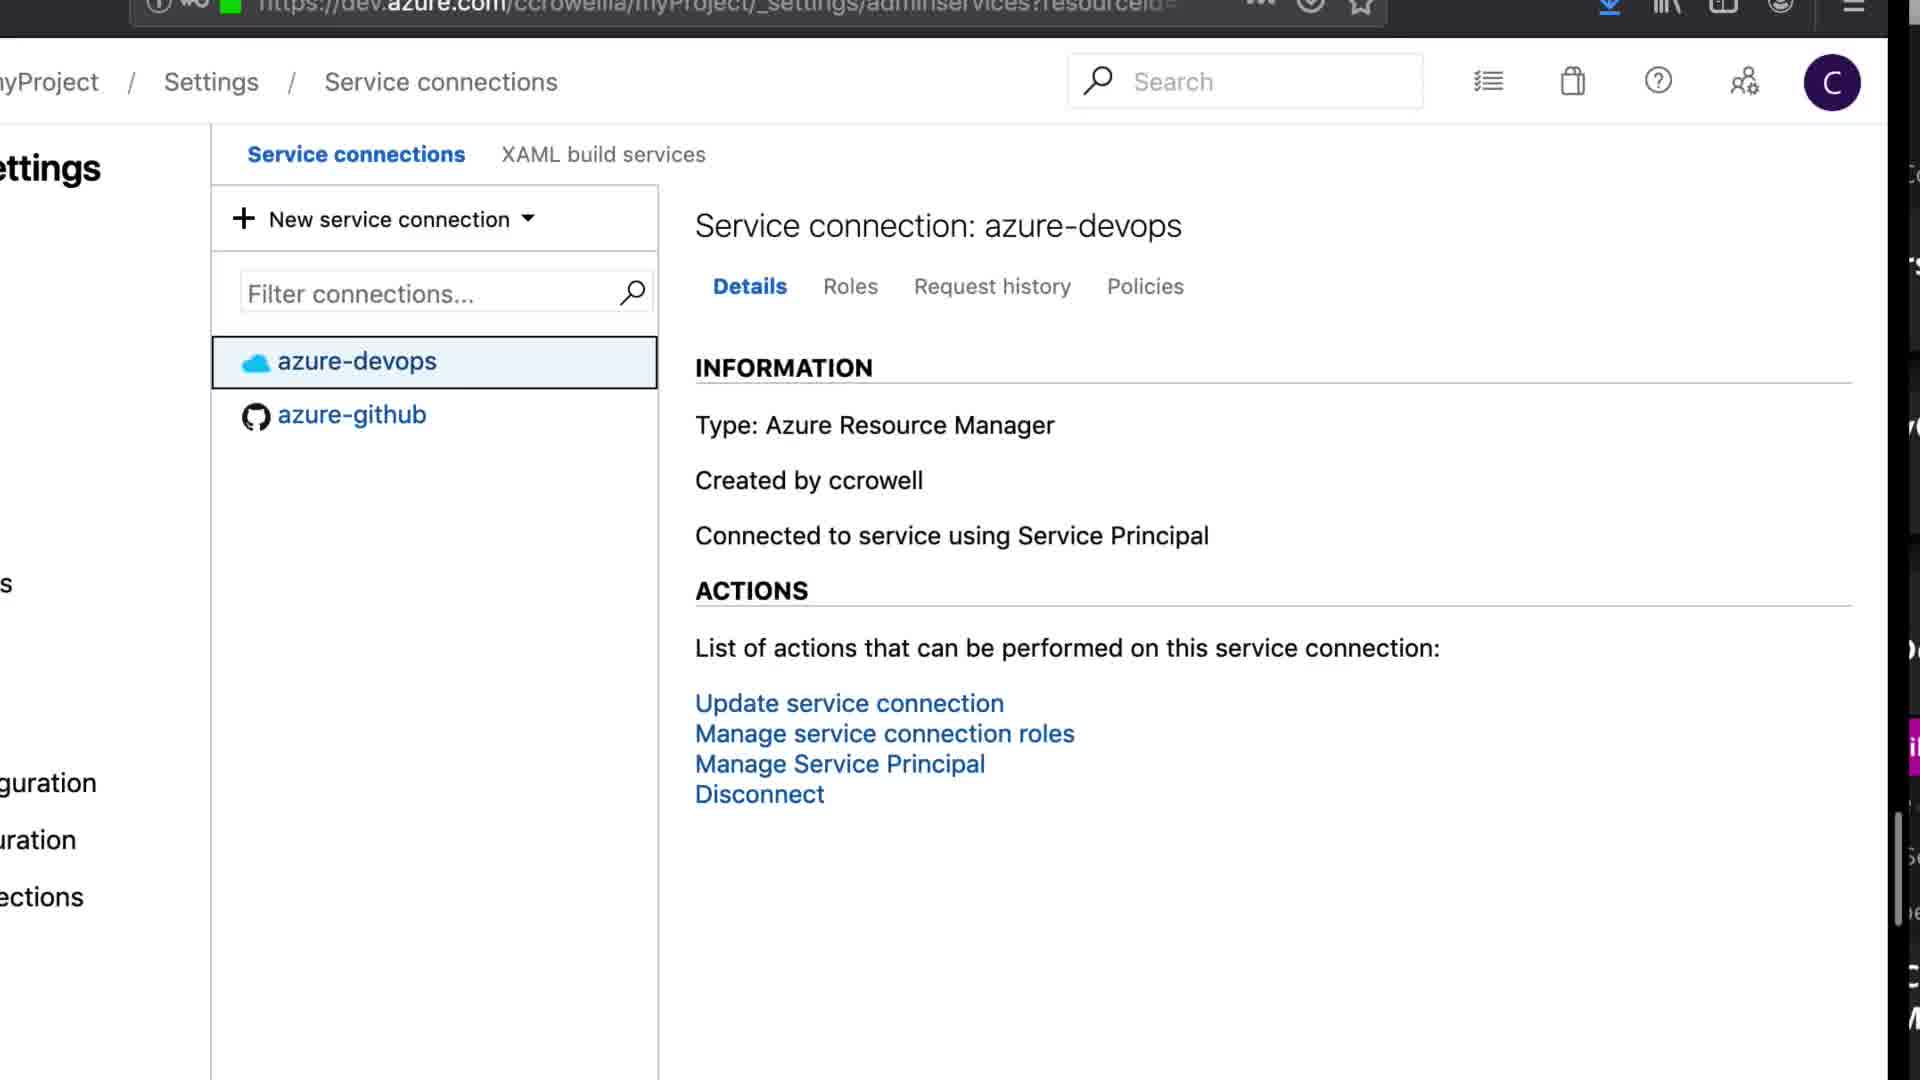 https://dev.azure.com/ccrowellla/myProject/_settings/adminservices?resourceId=
myProject / Settings / Service connections
Search
C
ettings
Service connections XAML build services
New service connection
Service connection: azure-devops
Filter connections...
Details Roles Request history Policies
azure-devops
azure-github
INFORMATION
Type: Azure Resource Manager
Created by ccrowell
Connected to service using Service Principal
ACTIONS
List of actions that can be performed on this service connection:
Update service connection
Manage service connection roles
Manage Service Principal
Disconnect
s
guration
uration
ections